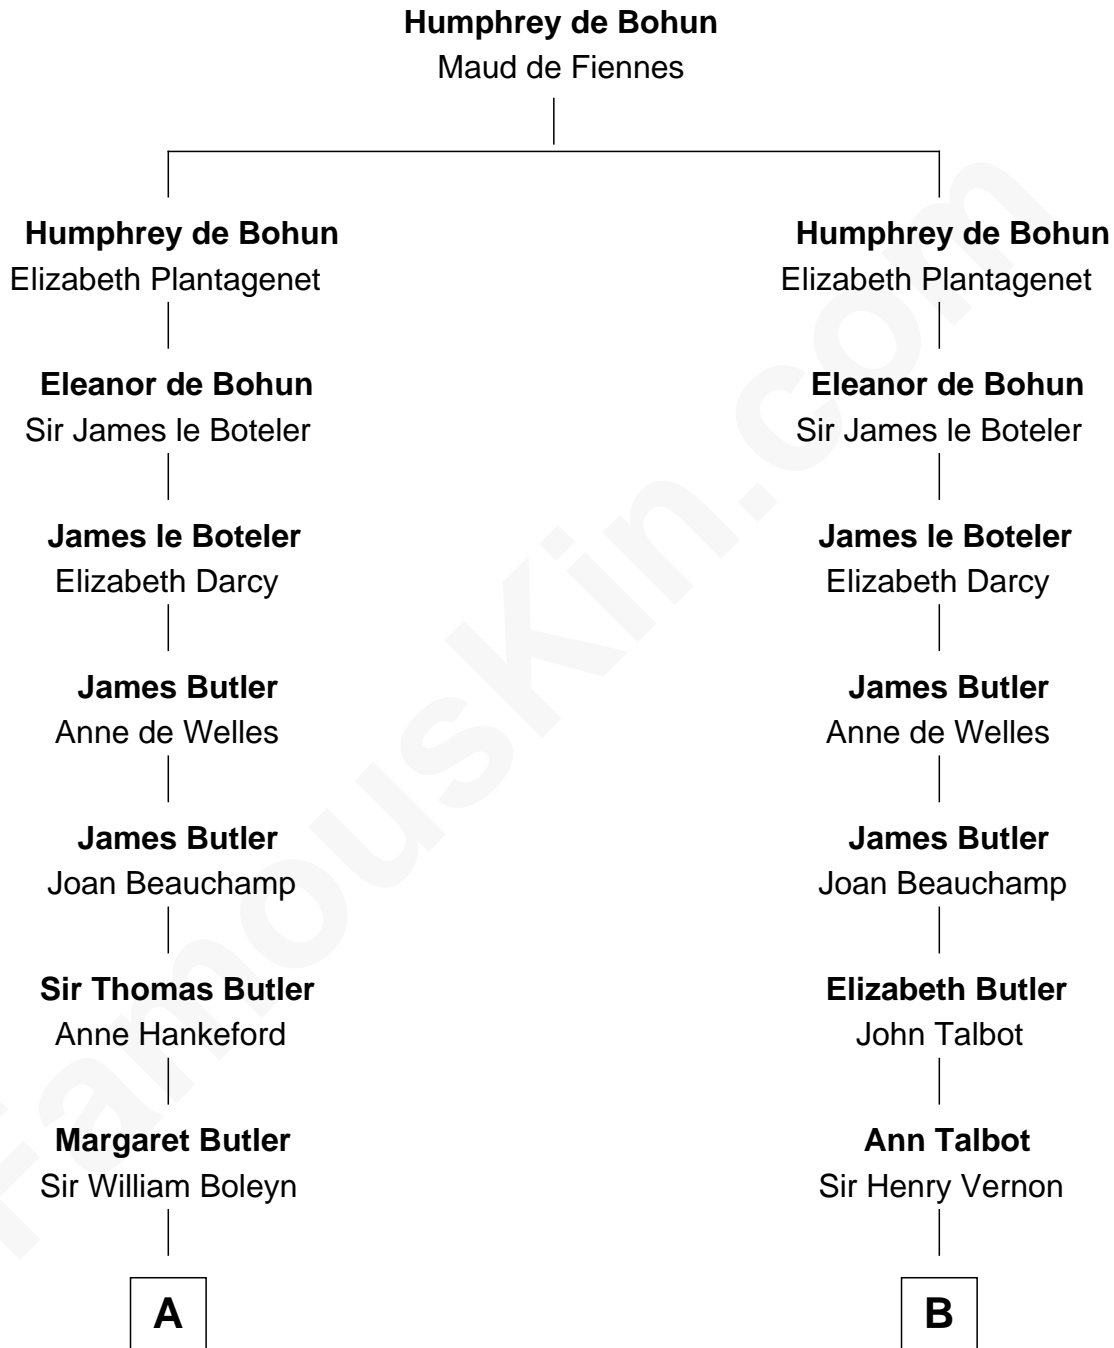 Humphrey de Bohun
Maud de Fiennes
Humphrey de Bohun
Elizabeth Plantagenet
Eleanor de Bohun
Sir James le Boteler
James le Boteler
Elizabeth Darcy
James Butler
Anne de Welles
James Butler
Joan Beauchamp
Sir Thomas Butler
Anne Hankeford
Margaret Butler
Sir William Boleyn
A
Humphrey de Bohun
Elizabeth Plantagenet
Eleanor de Bohun
Sir James le Boteler
James le Boteler
Elizabeth Darcy
James Butler
Anne de Welles
James Butler
Joan Beauchamp
Elizabeth Butler
John Talbot
Ann Talbot
Sir Henry Vernon
B
FamousKin.com